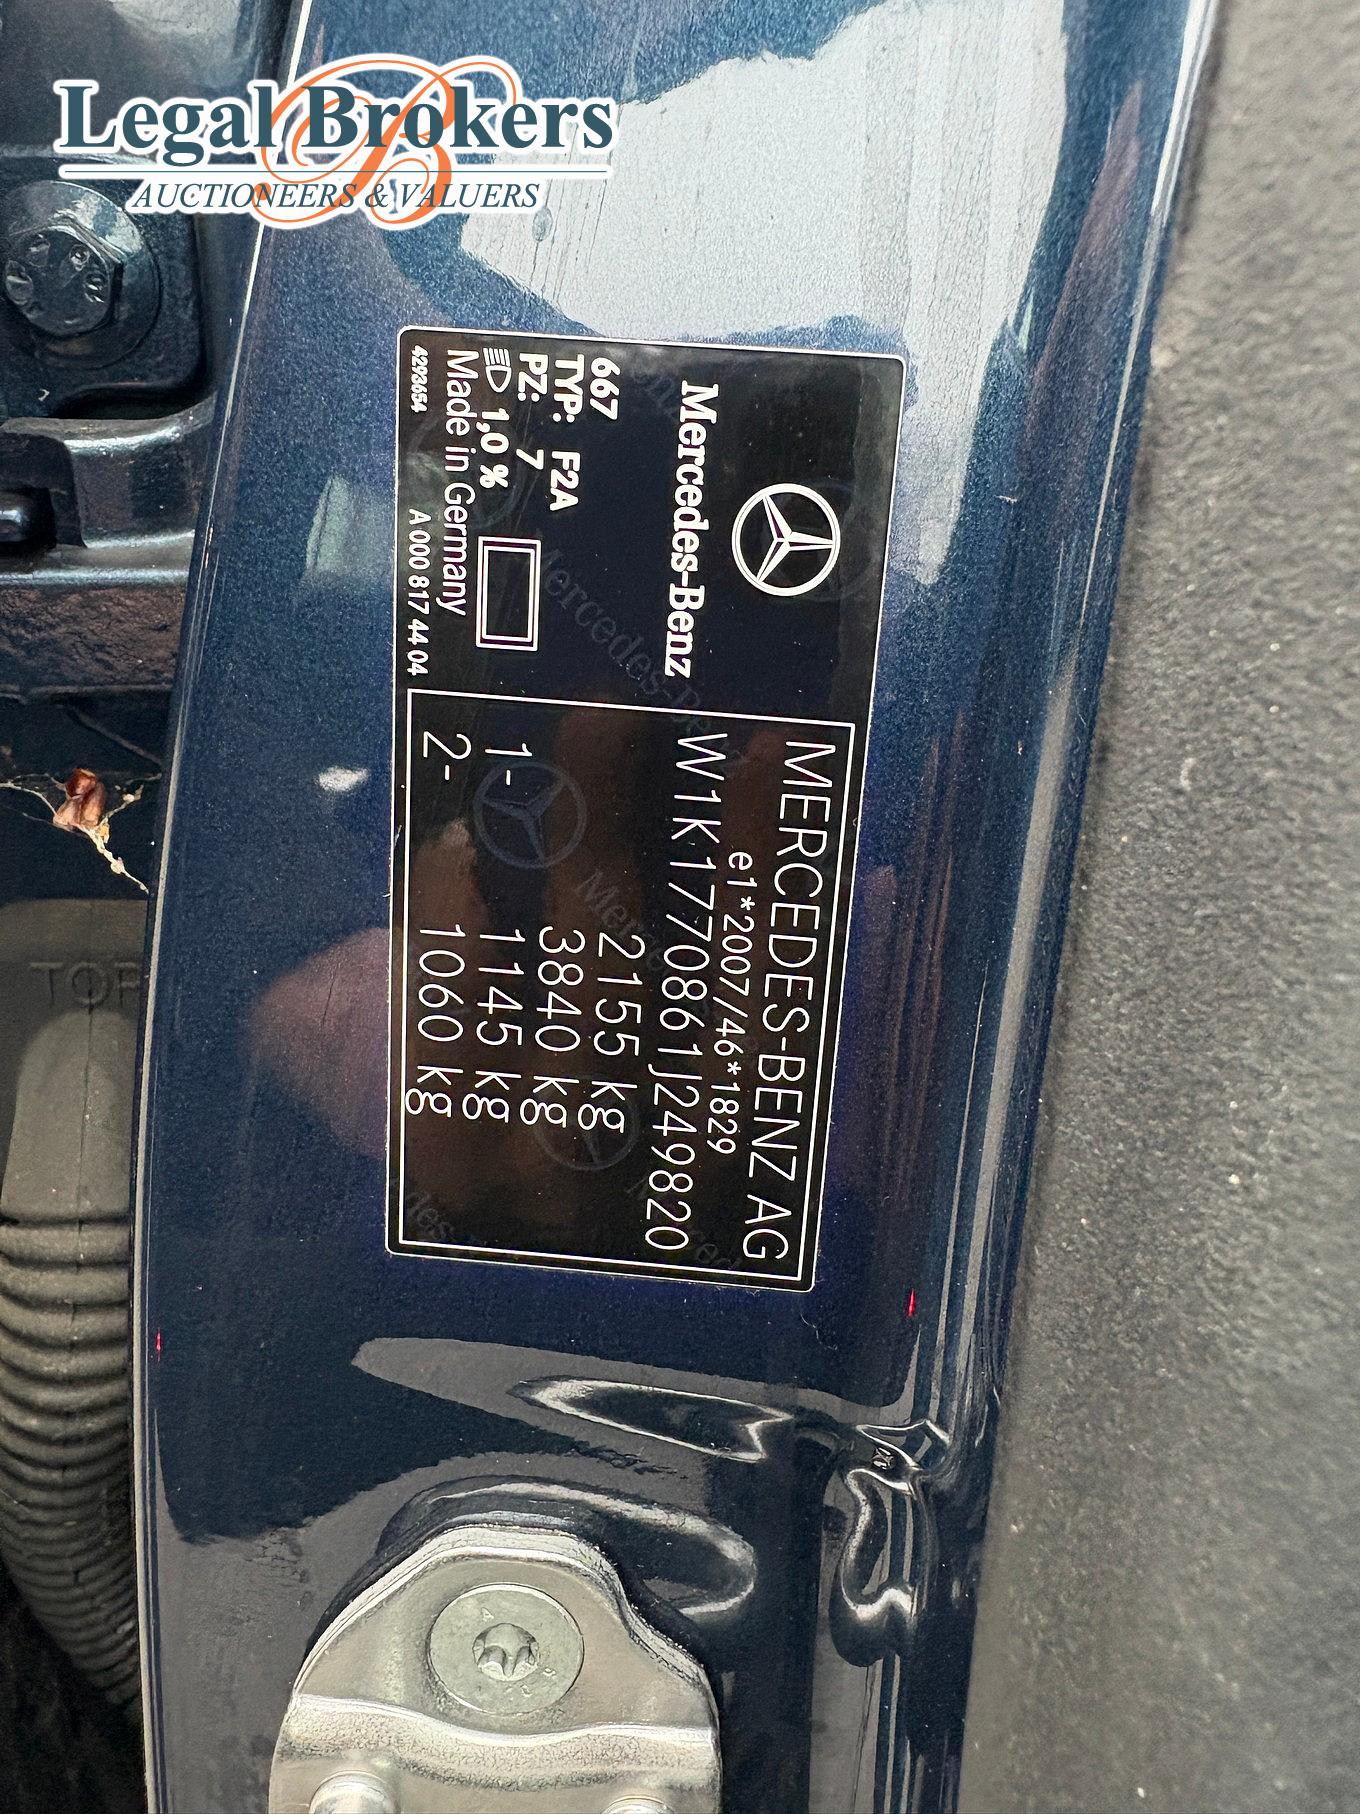 Legal Brokers
AUCTIONEERS & VALUERS
Mercedes-Benz
667
TYP: F2A
PZ: 7
1,0 %
Made in Germany
4293654
A 000 817 44 04
MERCEDES-BENZ AG
e1*2007/46*1829
W1K1770861J249820
2155 kg
3840 kg
1- 1145 kg
2- 1060 kg
TOP